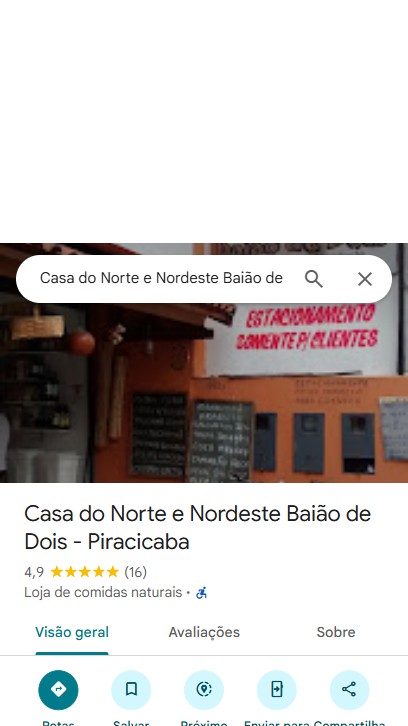 Casa do Norte e Nordeste Baião de
ESTACIONAMENTO
SOMENTE P/ CLIENTES
Casa do Norte e Nordeste Baião de
Dois - Piracicaba
4,9 ★★★★★ (16)
Loja de comidas naturais •
Visão geral Avaliações Sobre
Rotas Salvar Próximo Enviar para Compartilha